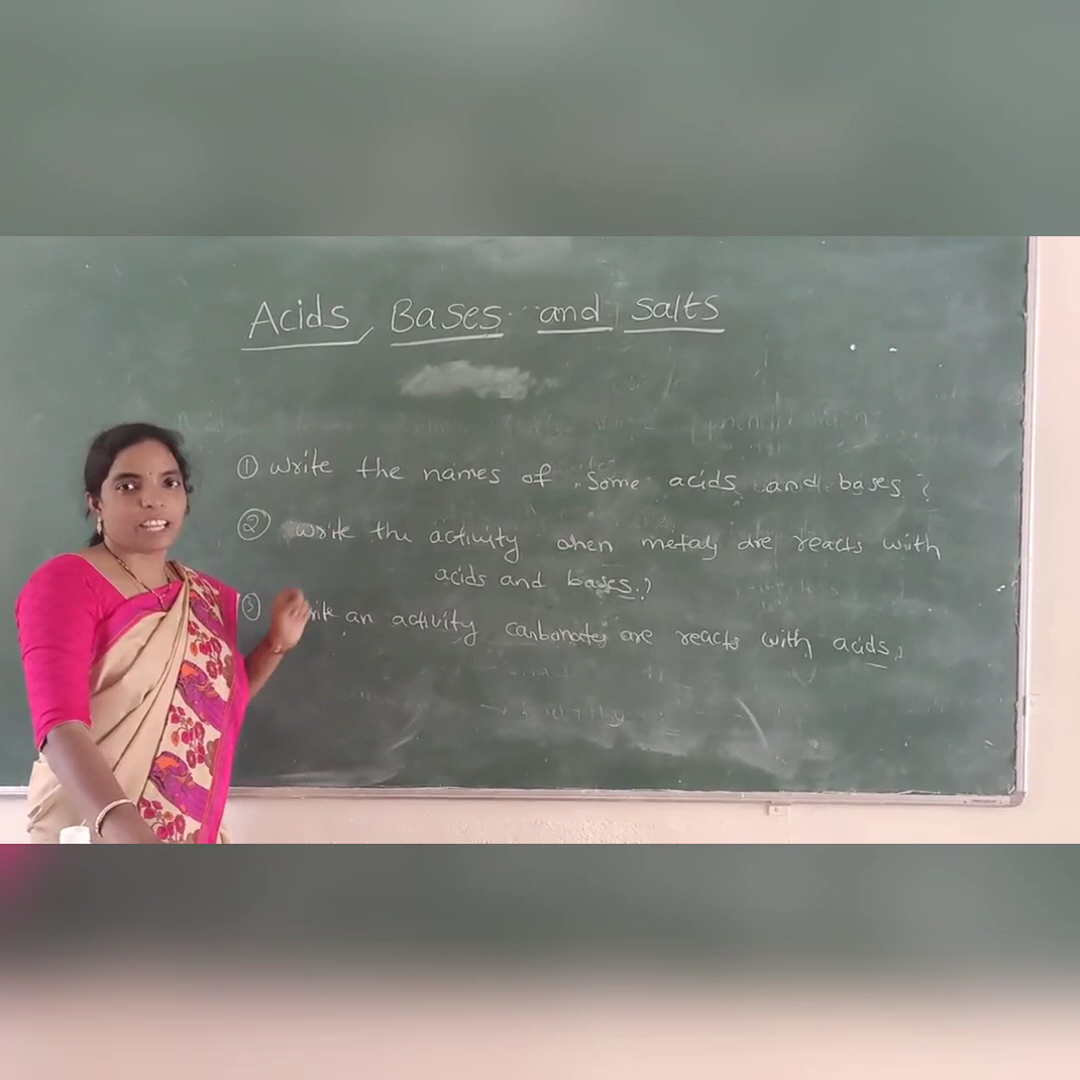 Acids, Bases and salts
① write the names of some acids and bases?
② write the activity when metals are reacts with
acids and bases?
③ an activity carbonates are reacts with acids,